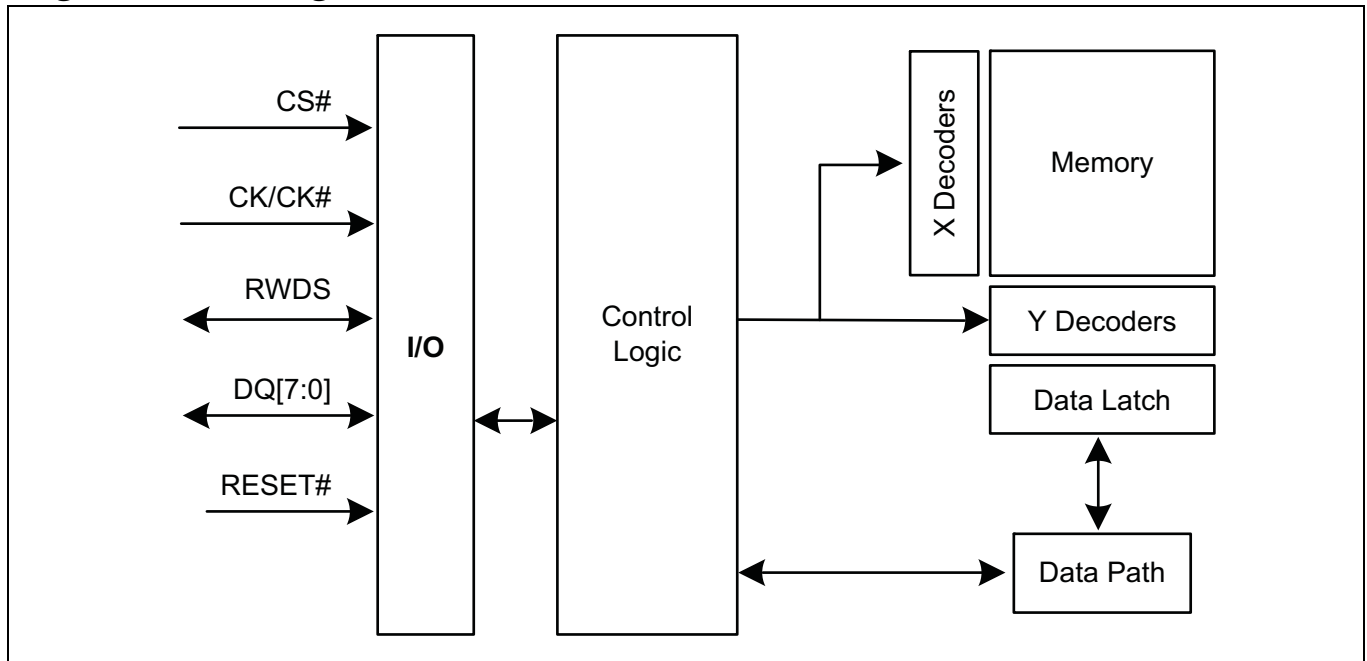 CS#
CK/CK#
RWDS
DQ[7:0]
RESET#
I/O
Control
Logic
X Decoders
Memory
Y Decoders
Data Latch
Data Path